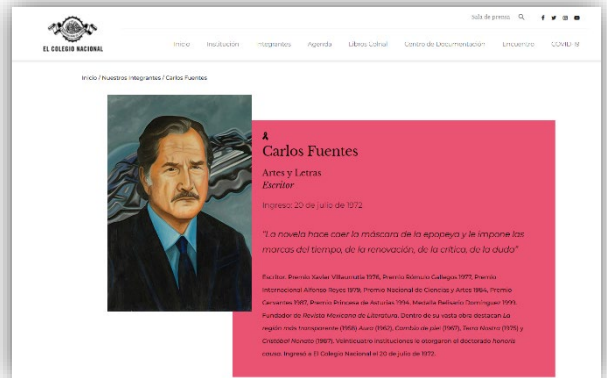 Sala de prensa
EL COLEGIO NACIONAL
Inicio Institución Integrantes Agenda Libros Colnal Centro de Documentación Encuentro COVID-19
Inicio / Nuestros Integrantes / Carlos Fuentes
Carlos Fuentes
Artes y Letras
Escritor
Ingreso: 20 de julio de 1972
"La novela hace caer la máscara de la epopeya y le impone las
marcas del tiempo, de la renovación, de la crítica, de la duda"
Escritor. Premio Xavier Villaurrutia 1976, Premio Rómulo Gallegos 1977, Premio
Internacional Alfonso Reyes 1979, Premio Nacional de Ciencias y Artes 1984, Premio
Cervantes 1987, Premio Princesa de Asturias 1994, Medalla Belisario Domínguez 1999.
Fundador de Revista Mexicana de Literatura. Dentro de su vasta obra destacan La
región más transparente (1958) Aura (1962), Cambio de piel (1967), Terra Nostra (1975) y
Cristóbal Nonato (1987). Veinticuatro instituciones le otorgaron el doctorado honoris
causa. Ingresó a El Colegio Nacional el 20 de julio de 1972.